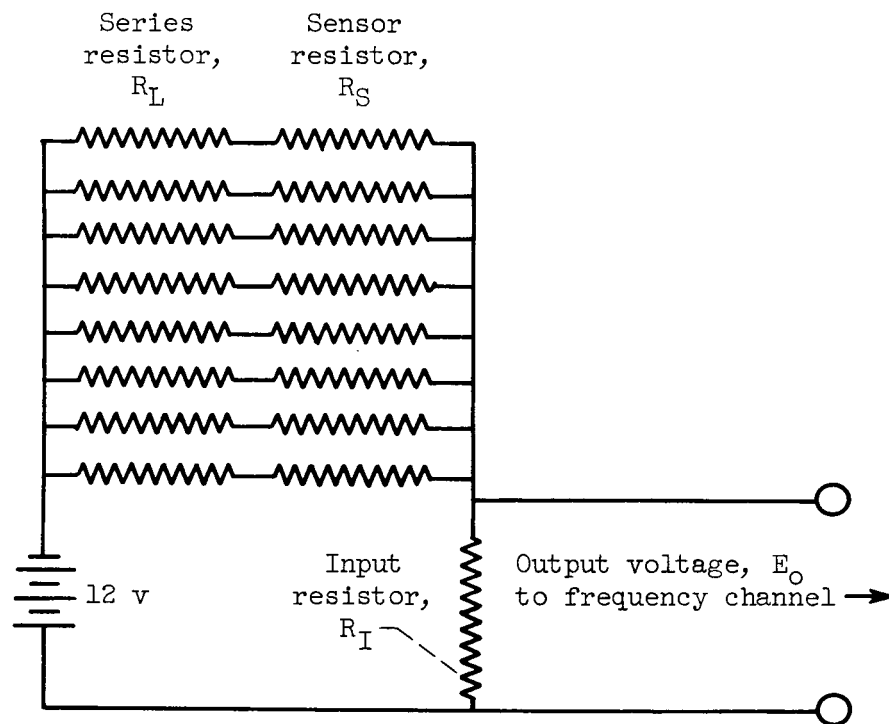 Series
resistor,
R_L
Sensor
resistor,
R_S
12 v
Input
resistor,
R_I
Output voltage, E_o
to frequency channel